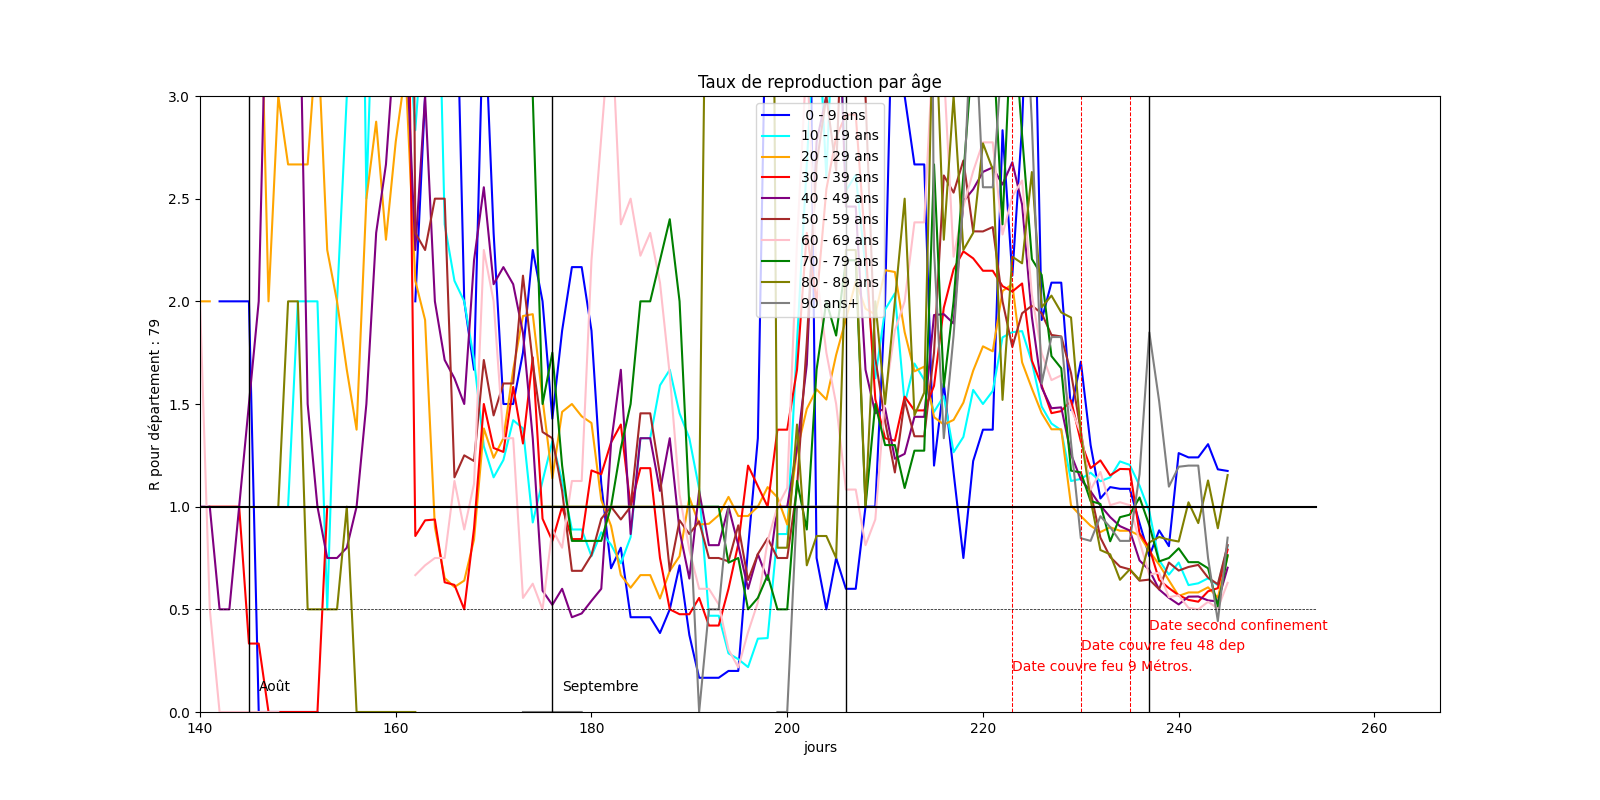 Taux de reproduction par âge
R pour département : 79
3.0
2.5
2.0
1.5
1.0
0.5
0.0
0 - 9 ans
10 - 19 ans
20 - 29 ans
30 - 39 ans
40 - 49 ans
50 - 59 ans
60 - 69 ans
70 - 79 ans
80 - 89 ans
90 ans+
Date second confinement
Date couvre feu 48 dep
Date couvre feu 9 Métros.
Août
Septembre
140 160 180 200 220 240 260
jours